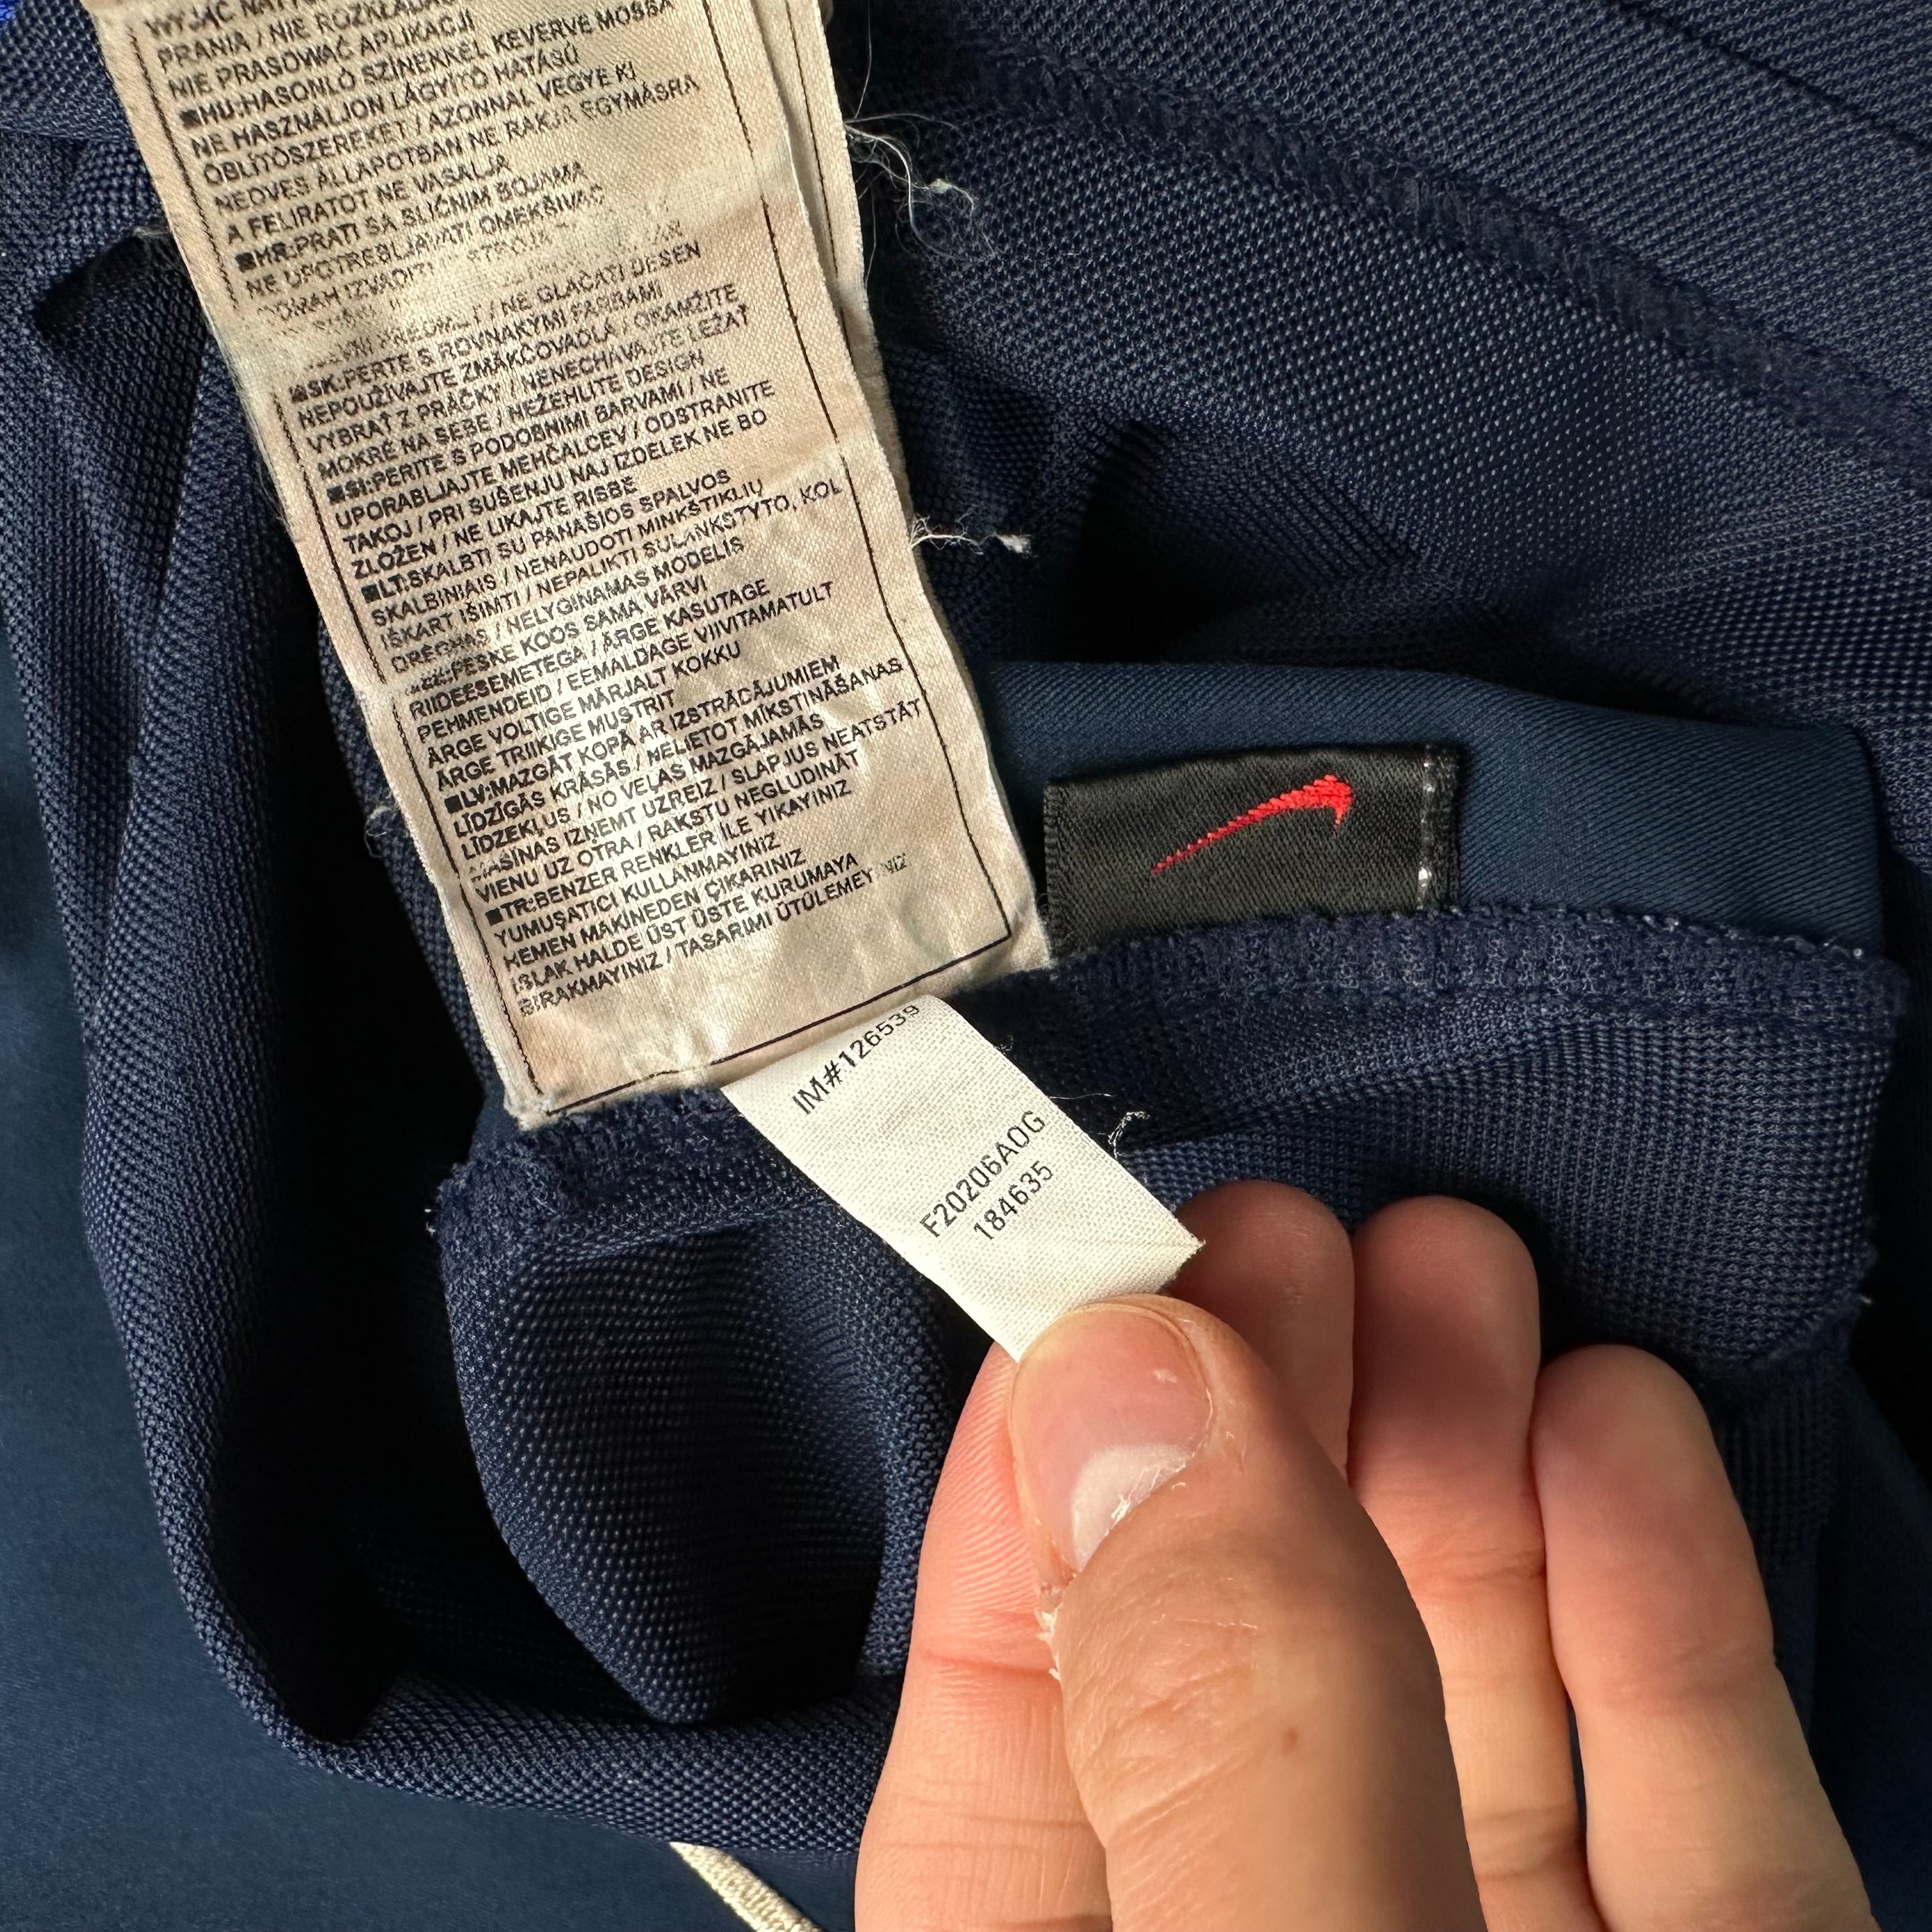 WYJĄĆ
PRANIA / NIE ROZKŁADAĆ
NIE PRASOWAĆ APLIKACJI
■HU:HASONLÓ SZÍNEKKEL KEVERVE MOSSA
NE HASZNÁLJON LÁGYÍTÓ HATÁSÚ
ÖBLÍTŐSZEREKET / AZONNAL VEGYE KI
NEDVES ÁLLAPOTBAN NE RAKJA EGYMÁSRA
A FELIRATOT NE VASALJA
■HR:PRATI SA SLIČNIM BOJAMA
NE UPOTREBLJAVATI OMEKŠIVAČ
IZVADITI
/ NE GLAČATI DESEN
■SK:PERTE S ROVNAKÝMI FARBAMI
NEPOUŽÍVAJTE ZMÄKČOVADLÁ / OKAMŽITE
VYBRAŤ Z PRÁČKY / NENECHÁVAJTE LEŽAŤ
MOKRÉ NA SEBE / NEŽEHLITE DESIGN
■SI:PERITE S PODOBNIMI BARVAMI / NE
UPORABLJAJTE MEHČALCEV / ODSTRANITE
TAKOJ / PRI SUŠENJU NAJ IZDELEK NE BO
ZLOŽEN / NE LIKAJTE RISBE
■LT:SKALBTI SU PANAŠIOS SPALVOS
SKALBINIAIS / NENAUDOTI MINKŠTIKLIŲ
IŠKART IŠIMTI / NEPALIKTI SULANKSTYTO, KOL
DRĖGNAS / NELYGINAMAS MODELIS
PESKE KOOS SAMA VÄRVI
RIIDEESEMETEGA / ÄRGE KASUTAGE
PEHMENDEID / EEMALDAGE VIIVITAMATULT
ÄRGE VOLTIGE MÄRJALT KOKKU
ÄRGE TRIIKIGE MUSTRIT
■LV:MAZGĀT KOPĀ AR IZSTRĀDĀJUMIEM
LĪDZĪGĀS KRĀSĀS / NELIETOT MĪKSTINĀŠANAS
LĪDZEKĻUS / NO VEĻAS MAZGĀJAMĀS
MAŠĪNAS IZŅEMT UZREIZ / SLAPJUS NEATSTĀT
VIENU UZ OTRA / RAKSTU NEGLUDINĀT
■TR:BENZER RENKLER İLE YIKAYINIZ
YUMUŞATICI KULLANMAYINIZ
HEMEN MAKİNEDEN ÇIKARINIZ
ISLAK HALDE ÜST ÜSTE KURUMAYA
BIRAKMAYINIZ / TASARIMI ÜTÜLEMEYİNİZ
IM#126539
F20206AOG
184635